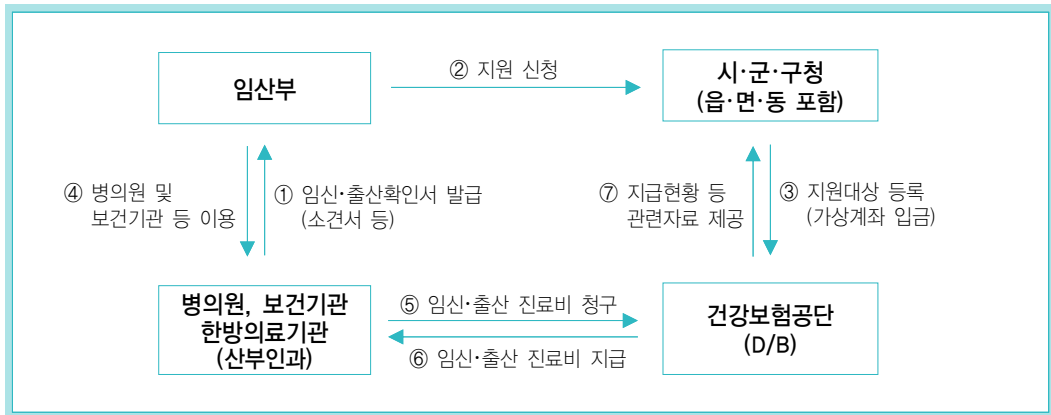 임산부
② 지원 신청
시·군·구청
(읍·면·동 포함)
④ 병의원 및
보건기관 등 이용
① 임신·출산확인서 발급
(소견서 등)
⑦ 지급현황 등
관련자료 제공
③ 지원대상 등록
(가상계좌 입금)
병의원, 보건기관
한방의료기관
(산부인과)
⑤ 임신·출산 진료비 청구
⑥ 임신·출산 진료비 지급
건강보험공단
(D/B)